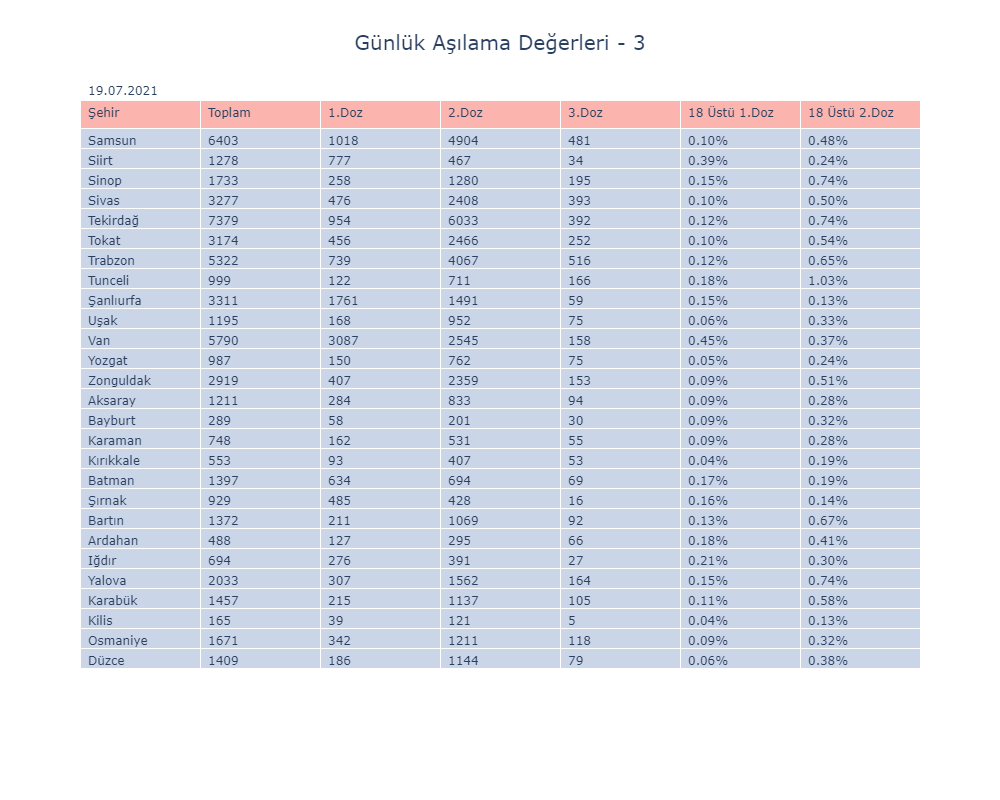 Günlük Aşılama Değerleri - 3
19.07.2021
Şehir Toplam 1.Doz 2.Doz 3.Doz 18 Üstü 1.Doz 18 Üstü 2.Doz
Samsun 6403 1018 4904 481 0.10% 0.48%
Siirt 1278 777 467 34 0.39% 0.24%
Sinop 1733 258 1280 195 0.15% 0.74%
Sivas 3277 476 2408 393 0.10% 0.50%
Tekirdağ 7379 954 6033 392 0.12% 0.74%
Tokat 3174 456 2466 252 0.10% 0.54%
Trabzon 5322 739 4067 516 0.12% 0.65%
Tunceli 999 122 711 166 0.18% 1.03%
Şanlıurfa 3311 1761 1491 59 0.15% 0.13%
Uşak 1195 168 952 75 0.06% 0.33%
Van 5790 3087 2545 158 0.45% 0.37%
Yozgat 987 150 762 75 0.05% 0.24%
Zonguldak 2919 407 2359 153 0.09% 0.51%
Aksaray 1211 284 833 94 0.09% 0.28%
Bayburt 289 58 201 30 0.09% 0.32%
Karaman 748 162 531 55 0.09% 0.28%
Kırıkkale 553 93 407 53 0.04% 0.19%
Batman 1397 634 694 69 0.17% 0.19%
Şırnak 929 485 428 16 0.16% 0.14%
Bartın 1372 211 1069 92 0.13% 0.67%
Ardahan 488 127 295 66 0.18% 0.41%
Iğdır 694 276 391 27 0.21% 0.30%
Yalova 2033 307 1562 164 0.15% 0.74%
Karabük 1457 215 1137 105 0.11% 0.58%
Kilis 165 39 121 5 0.04% 0.13%
Osmaniye 1671 342 1211 118 0.09% 0.32%
Düzce 1409 186 1144 79 0.06% 0.38%